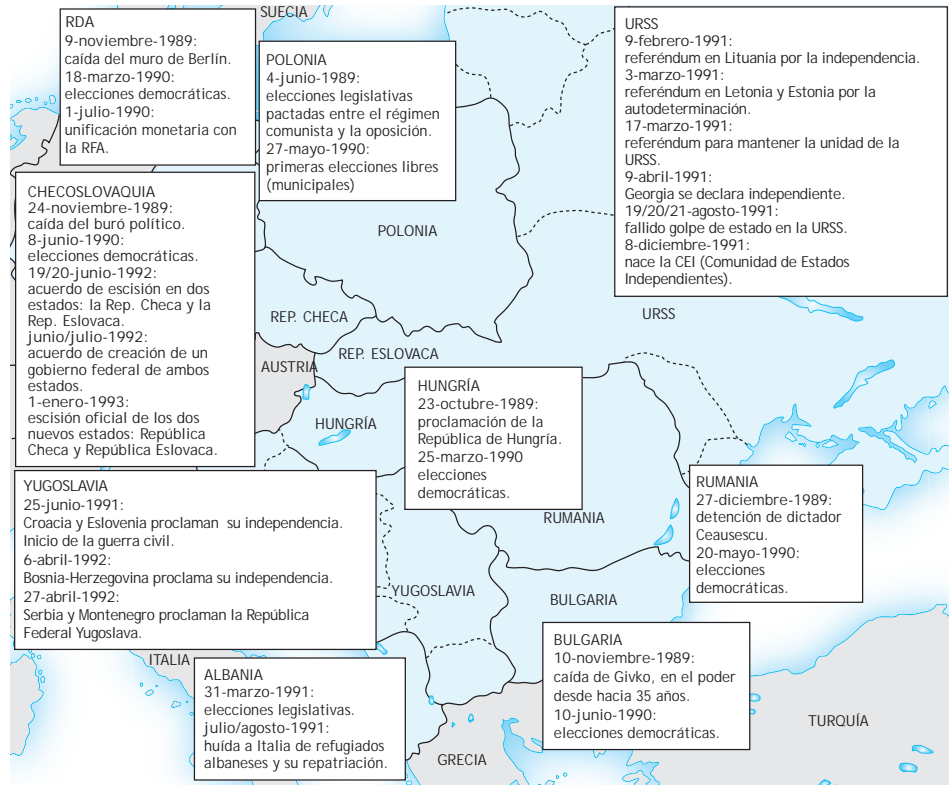 SUECIA
RDA
9-noviembre-1989:
caída del muro de Berlín.
18-marzo-1990:
elecciones democráticas.
1-julio-1990:
unificación monetaria con
la RFA.
POLONIA
4-junio-1989:
elecciones legislativas
pactadas entre el régimen
comunista y la oposición.
27-mayo-1990:
primeras elecciones libres
(municipales)
URSS
9-febrero-1991:
referéndum en Lituania por la independencia.
3-marzo-1991:
referéndum en Letonia y Estonia por la
autodeterminación.
17-marzo-1991:
referéndum para mantener la unidad de la
URSS.
9-abril-1991:
Georgia se declara independiente.
19/20/21-agosto-1991:
fallido golpe de estado en la URSS.
8-diciembre-1991:
nace la CEI (Comunidad de Estados
Independientes).
CHECOSLOVAQUIA
24-noviembre-1989:
caída del buró político.
8-junio-1990:
elecciones democráticas.
19/20-junio-1992:
acuerdo de escisión en dos
estados: la Rep. Checa y la
Rep. Eslovaca.
junio/julio-1992:
acuerdo de creación de un
gobierno federal de ambos
estados.
1-enero-1993:
escisión oficial de los dos
nuevos estados: República
Checa y República Eslovaca.
POLONIA
REP. CHECA
URSS
REP. ESLOVACA
AUSTRIA
HUNGRÍA
HUNGRÍA
23-octubre-1989:
proclamación de la
República de Hungría.
25-marzo-1990
elecciones
democráticas.
RUMANIA
RUMANIA
27-diciembre-1989:
detención de dictador
Ceausescu.
20-mayo-1990:
elecciones
democráticas.
YUGOSLAVIA
25-junio-1991:
Croacia y Eslovenia proclaman su independencia.
Inicio de la guerra civil.
6-abril-1992:
Bosnia-Herzegovina proclama su independencia.
27-abril-1992:
Serbia y Montenegro proclaman la República
Federal Yugoslava.
YUGOSLAVIA
BULGARIA
ITALIA
ALBANIA
31-marzo-1991:
elecciones legislativas.
julio/agosto-1991:
huída a Italia de refugiados
albaneses y su repatriación.
BULGARIA
10-noviembre-1989:
caída de Givko, en el poder
desde hacia 35 años.
10-junio-1990:
elecciones democráticas.
GRECIA
TURQUÍA